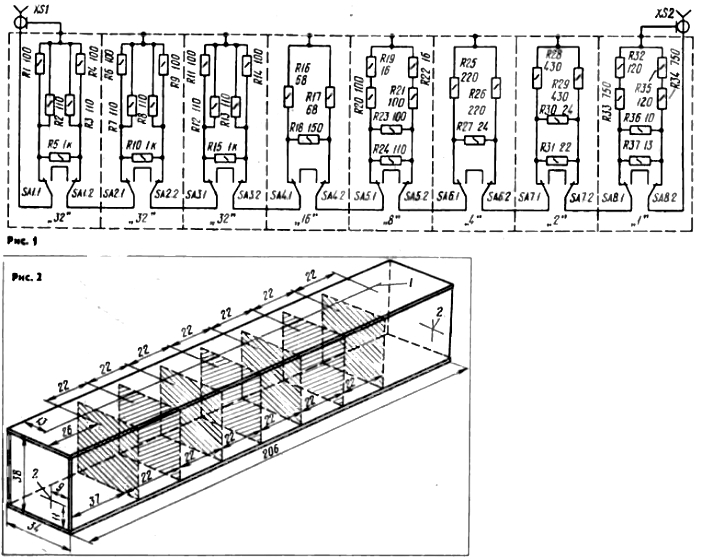 XS1
XS2
R1 100
R2 110
R3 110
R4 100
R5 1к
R6 100
R7 110
R8 110
R9 100
R10 1к
R11 100
R12 110
R13 110
R14 100
R15 1к
R16 68
R17 68
R18 150
R19 16
R20 100
R21 100
R22 16
R23 100
R24 110
R25 220
R26 220
R27 24
R28 430
R29 430
R30 24
R31 22
R32 120
R33 750
R34 750
R35 120
R36 10
R37 13
SA1.1 SA1.2 SA2.1 SA2.2 SA3.1 SA3.2 SA4.1 SA4.2 SA5.1 SA5.2 SA6.1 SA6.2 SA7.1 SA7.2 SA8.1 SA8.2
„32" „32" „32" „16" „8" „4" „2" „1"
Рис. 1
Рис. 2
22 22 22 22 22 22
1
2
26
38
2
11
34
37
22 22 22 22 22 22
206